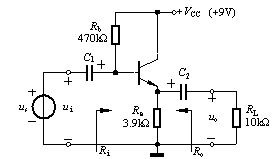 +VCC (+9V)
Rb
470kΩ
C1
+
+
C2
+
+
+
us
ui
Re
3.9kΩ
uo
RL
10kΩ
−
−
−
Ri
Ro